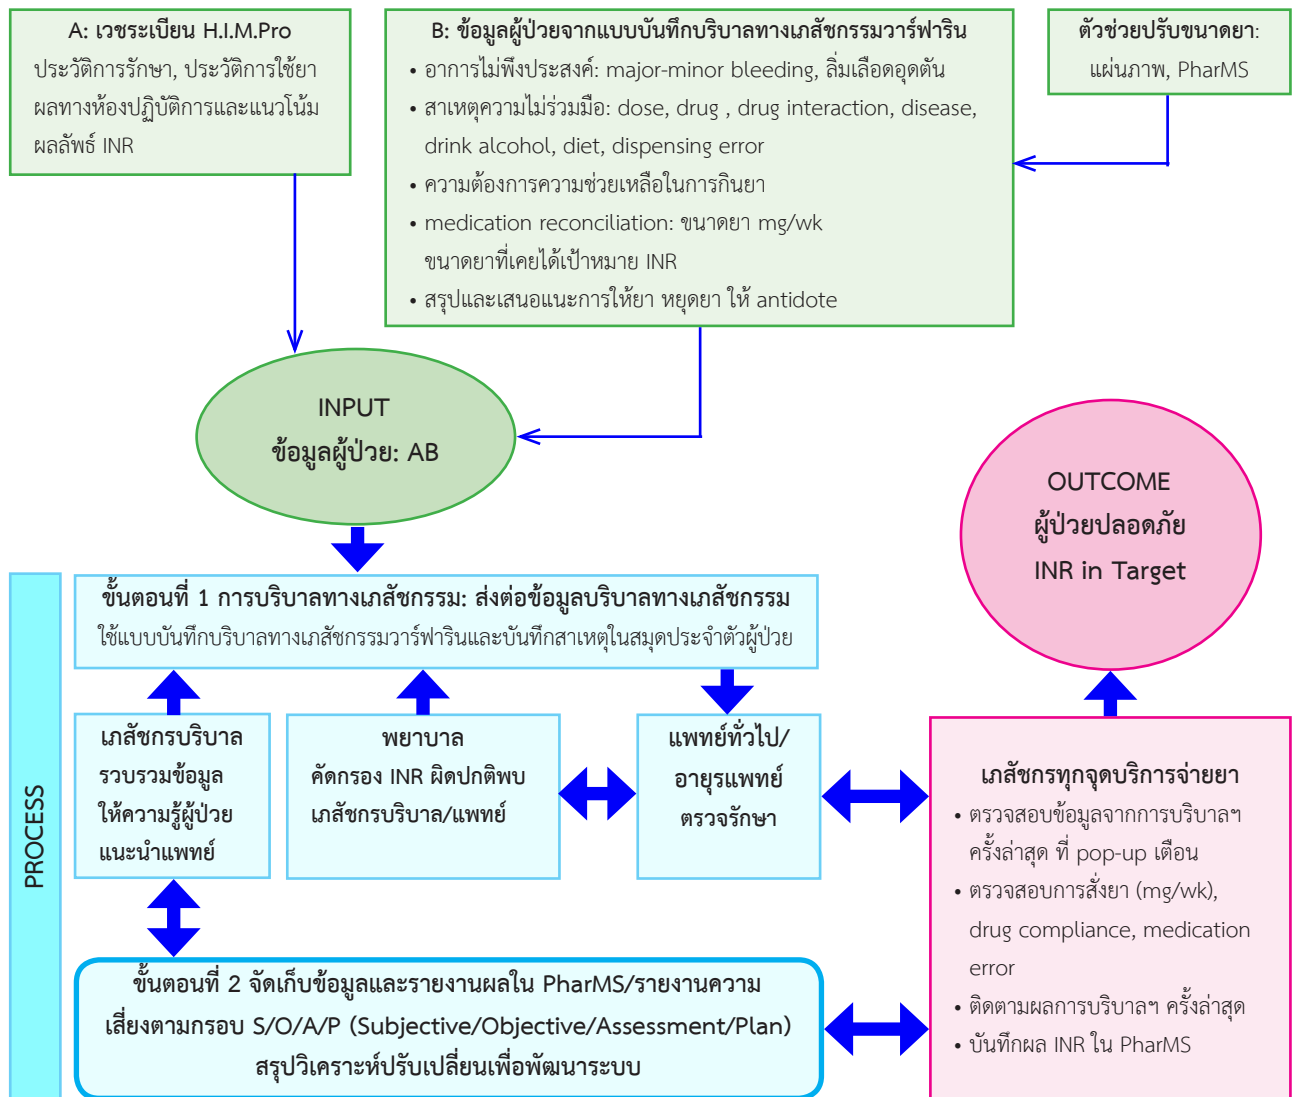 A: เวชระเบียน H.I.M.Pro
ประวัติการรักษา, ประวัติการใช้ยา
ผลทางห้องปฏิบัติการและแนวโน้ม
ผลลัพธ์ INR
B: ข้อมูลผู้ป่วยจากแบบบันทึกบริบาลทางเภสัชกรรมวาร์ฟาริน
• อาการไม่พึงประสงค์: major-minor bleeding, ลิ่มเลือดอุดตัน
• สาเหตุความไม่ร่วมมือ: dose, drug , drug interaction, disease,
drink alcohol, diet, dispensing error
• ความต้องการความช่วยเหลือในการกินยา
• medication reconciliation: ขนาดยา mg/wk
ขนาดยาที่เคยได้เป้าหมาย INR
• สรุปและเสนอแนะการให้ยา หยุดยา ให้ antidote
ตัวช่วยปรับขนาดยา:
แผ่นภาพ, PharMS
INPUT
ข้อมูลผู้ป่วย: AB
OUTCOME
ผู้ป่วยปลอดภัย
INR in Target
PROCESS
ขั้นตอนที่ 1 การบริบาลทางเภสัชกรรม: ส่งต่อข้อมูลบริบาลทางเภสัชกรรม
ใช้แบบบันทึกบริบาลทางเภสัชกรรมวาร์ฟารินและบันทึกสาเหตุในสมุดประจำตัวผู้ป่วย
เภสัชกรบริบาล
รวบรวมข้อมูล
ให้ความรู้ผู้ป่วย
แนะนำแพทย์
พยาบาล
คัดกรอง INR ผิดปกติพบ
เภสัชกรบริบาล/แพทย์
แพทย์ทั่วไป/
อายุรแพทย์
ตรวจรักษา
เภสัชกรทุกจุดบริการจ่ายยา
• ตรวจสอบข้อมูลจากการบริบาลฯ
ครั้งล่าสุด ที่ pop-up เตือน
• ตรวจสอบการสั่งยา (mg/wk),
drug compliance, medication
error
• ติดตามผลการบริบาลฯ ครั้งล่าสุด
• บันทึกผล INR ใน PharMS
ขั้นตอนที่ 2 จัดเก็บข้อมูลและรายงานผลใน PharMS/รายงานความ
เสี่ยงตามกรอบ S/O/A/P (Subjective/Objective/Assessment/Plan)
สรุปวิเคราะห์ปรับเปลี่ยนเพื่อพัฒนาระบบ